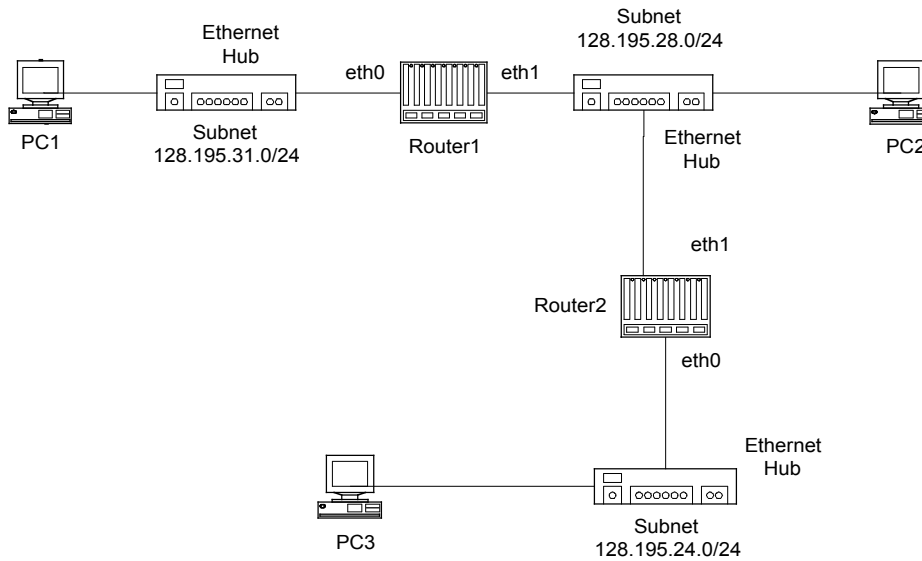 Subnet
128.195.28.0/24
Ethernet
Hub
eth0
eth1
PC1
Subnet
128.195.31.0/24
Router1
Ethernet
Hub
PC2
eth1
Router2
eth0
Ethernet
Hub
PC3
Subnet
128.195.24.0/24